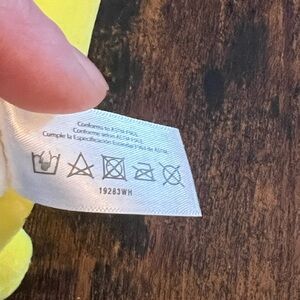 Conforms to ASTM F963.
Conforme selon ASTM F963.
Cumple la Especificación Estándar F963 de ASTM.
19283WH